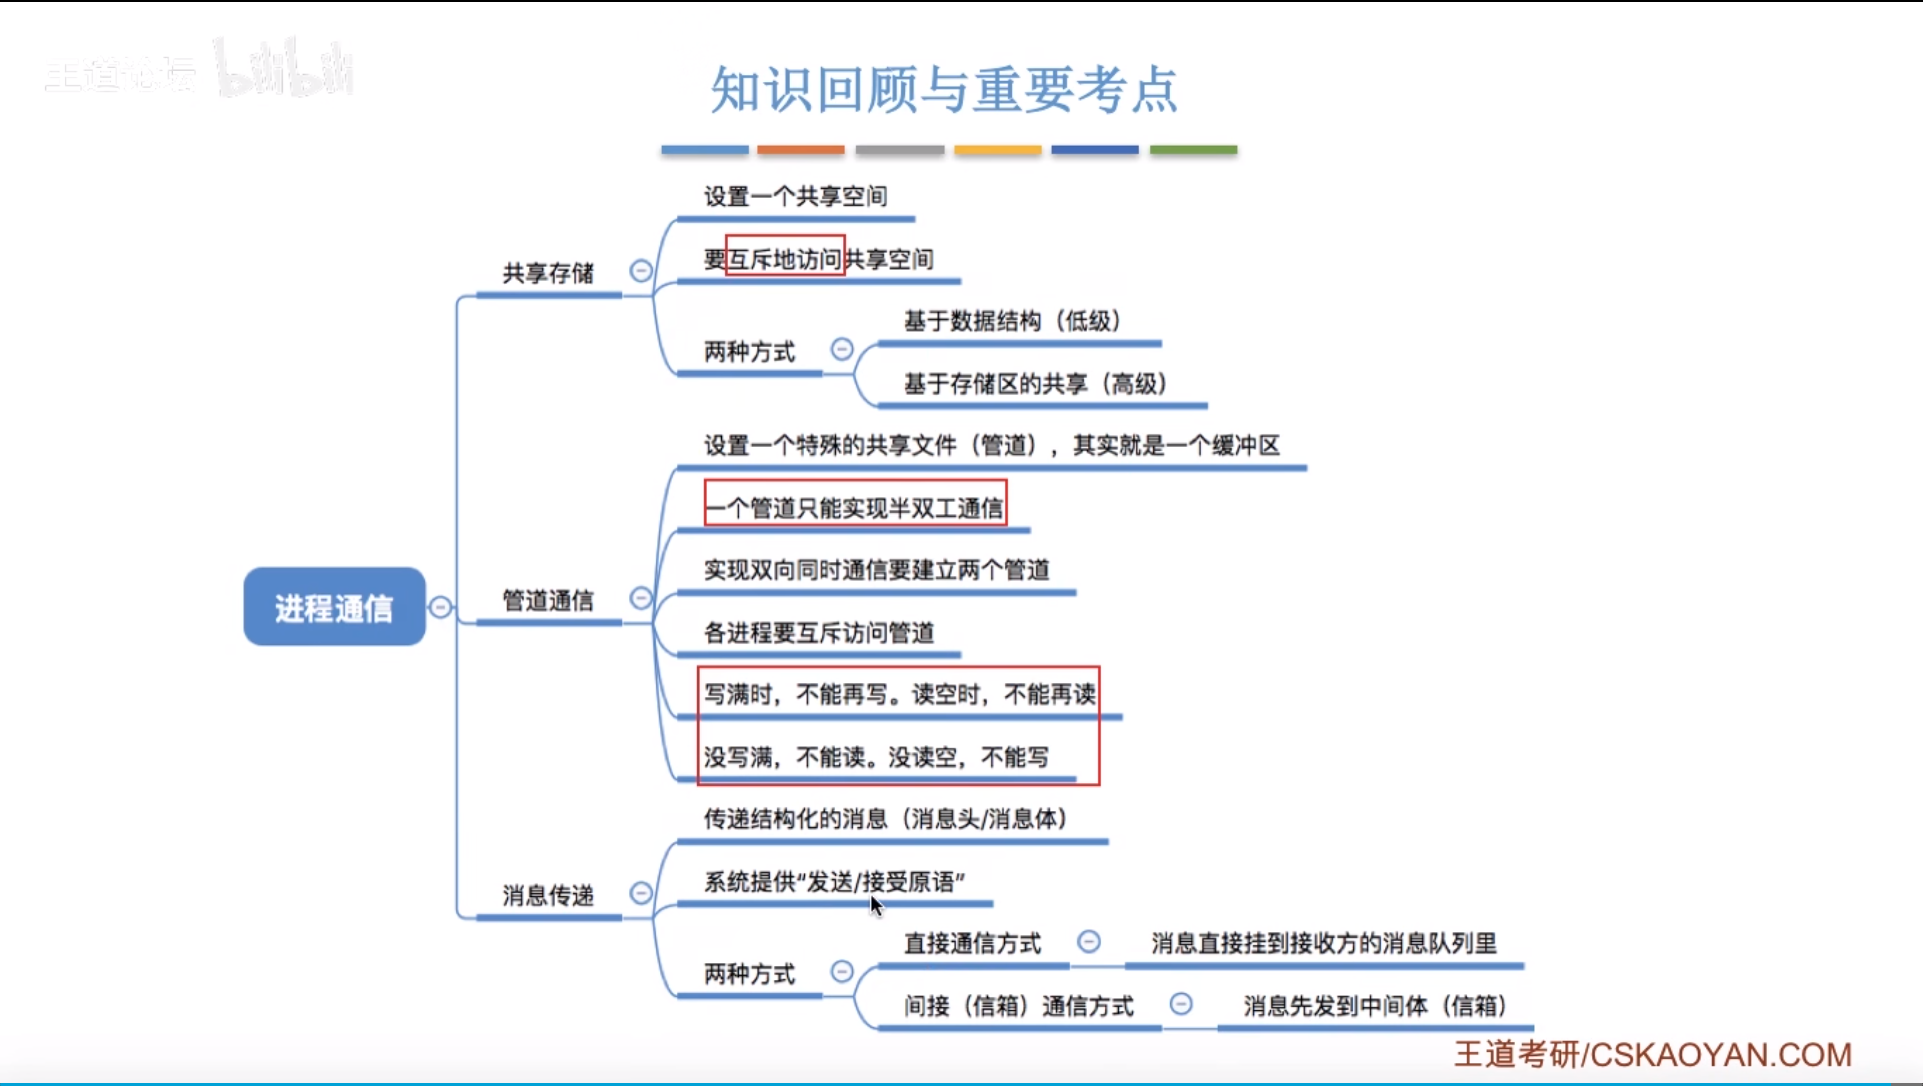 王道论坛 bilibili
知识回顾与重要考点
设置一个共享空间
要互斥地访问共享空间
共享存储
基于数据结构（低级）
两种方式
基于存储区的共享（高级）
设置一个特殊的共享文件（管道），其实就是一个缓冲区
一个管道只能实现半双工通信
实现双向同时通信要建立两个管道
进程通信
管道通信
各进程要互斥访问管道
写满时，不能再写。读空时，不能再读
没写满，不能读。没读空，不能写
传递结构化的消息（消息头/消息体）
系统提供“发送/接受原语”
消息传递
直接通信方式
消息直接挂到接收方的消息队列里
两种方式
间接（信箱）通信方式
消息先发到中间体（信箱）
王道考研/CSKAOYAN.COM